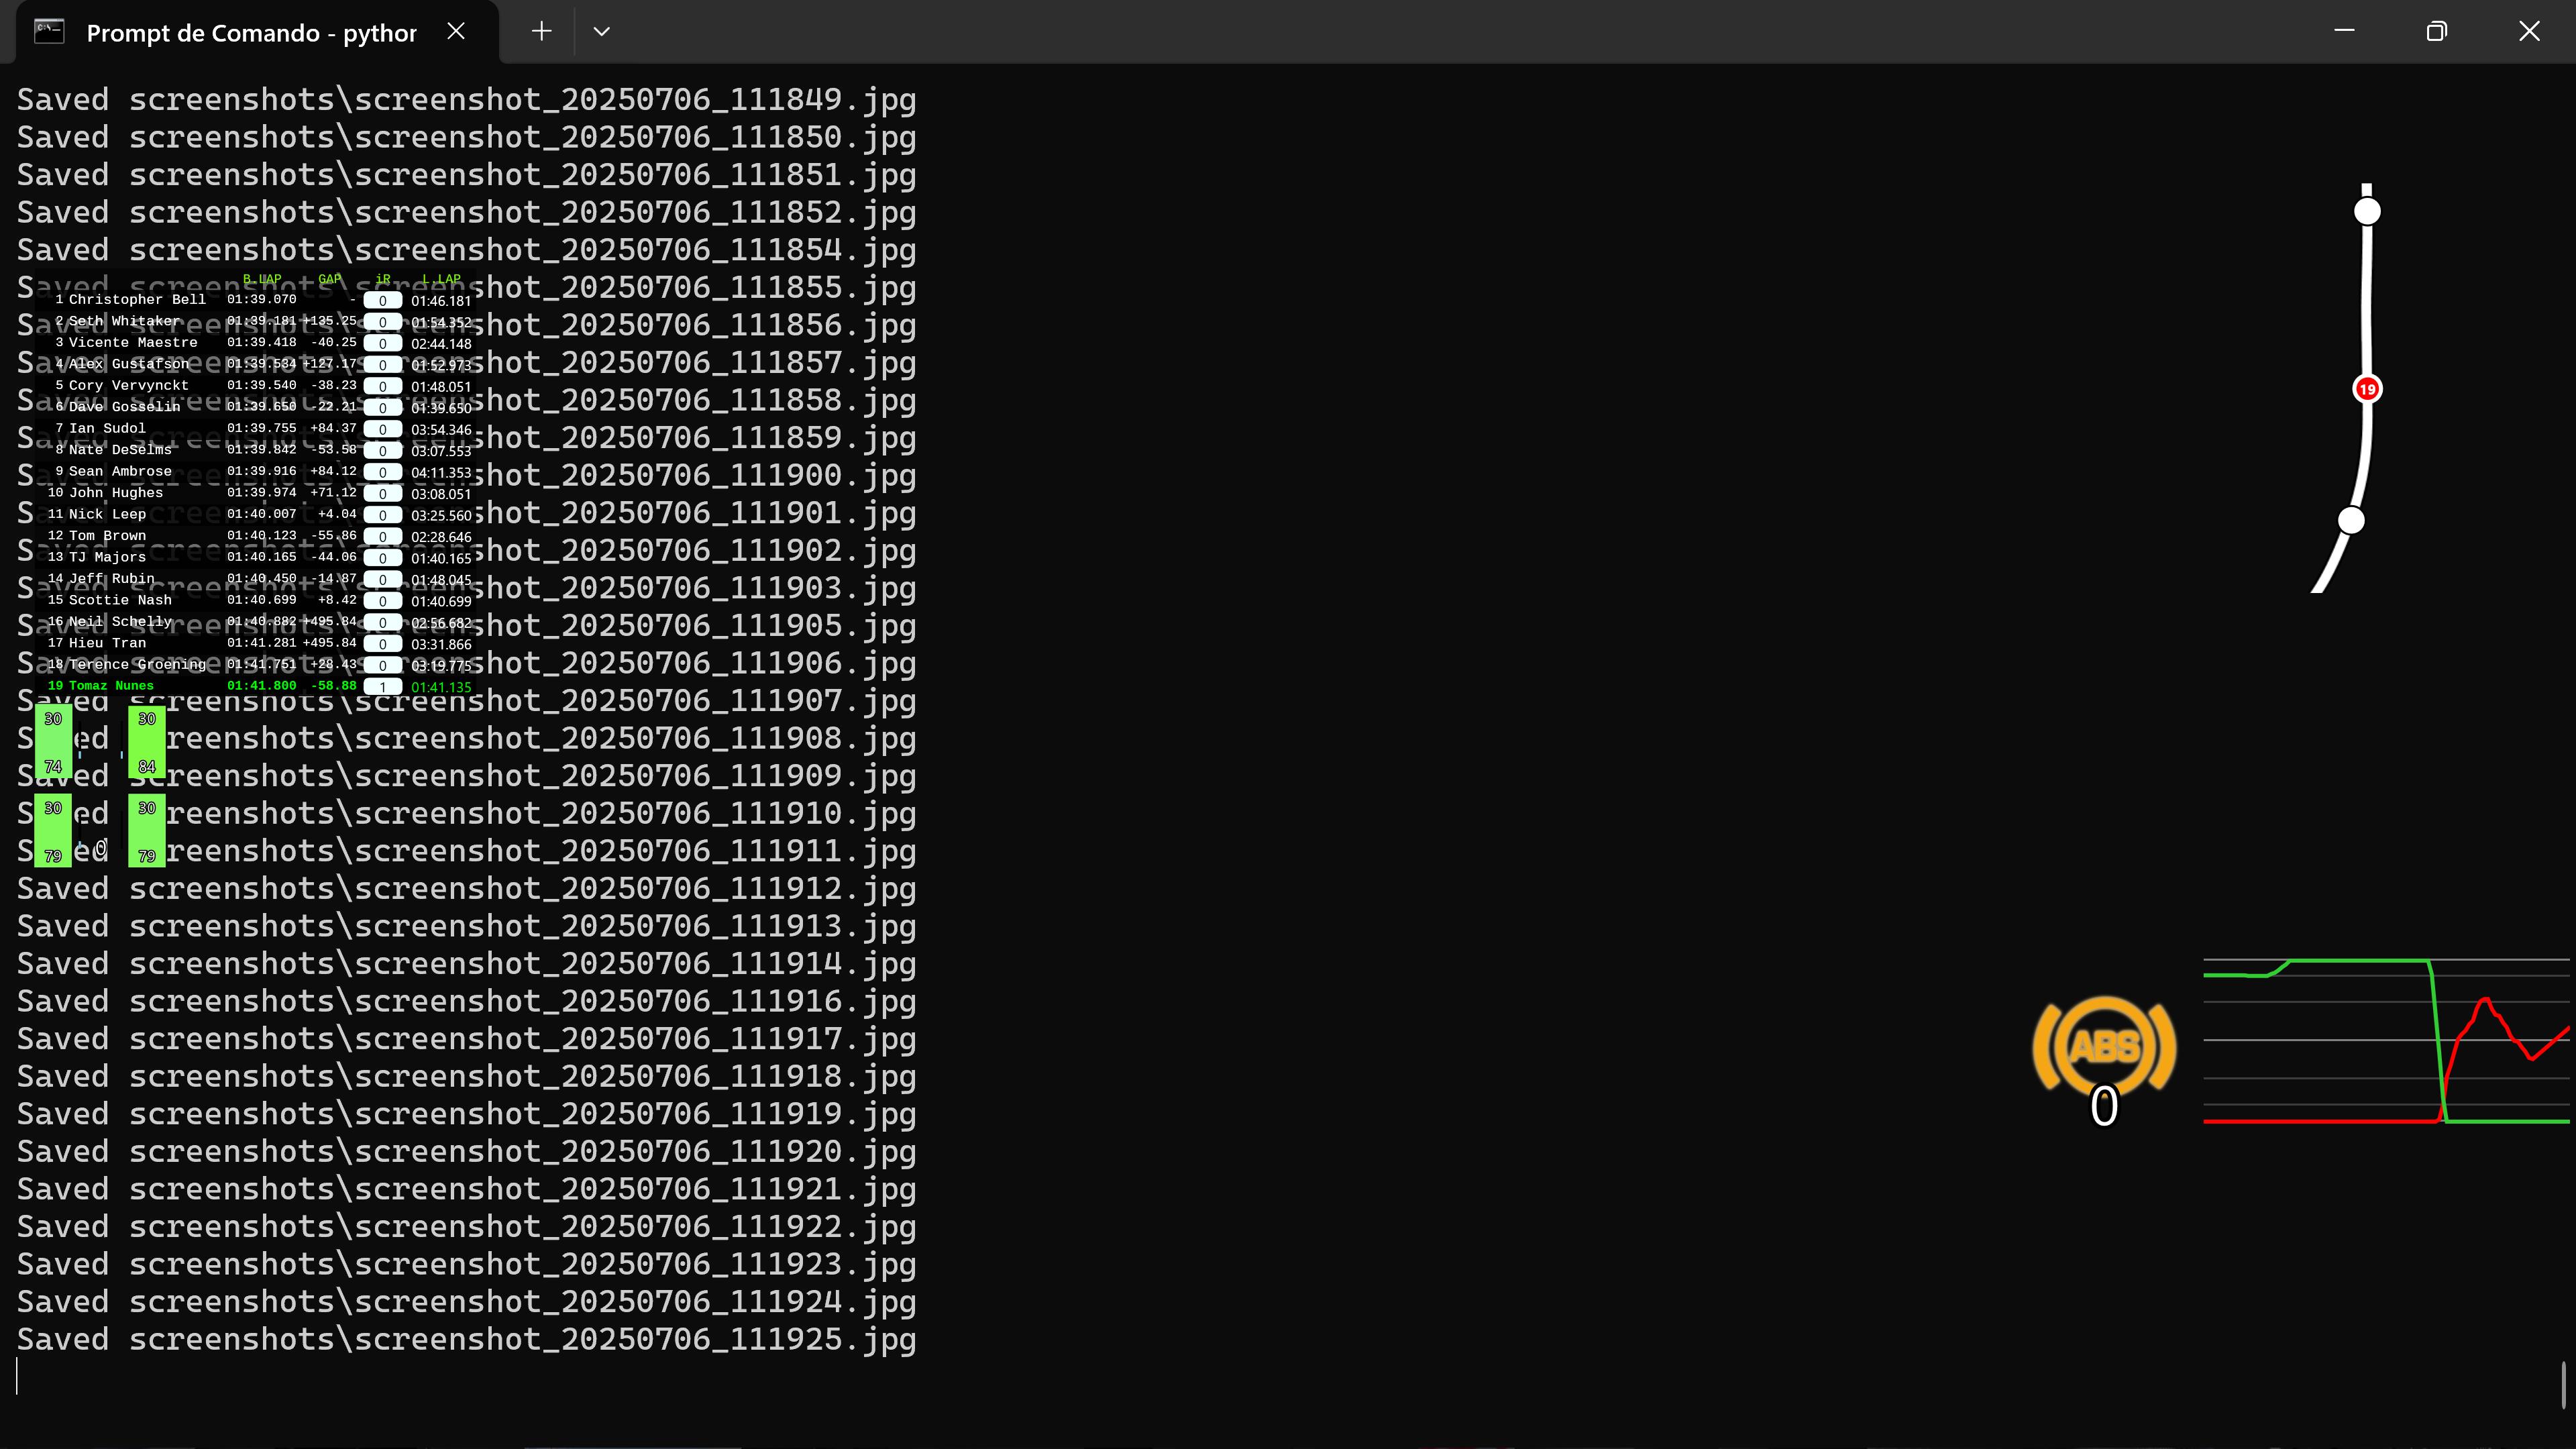 Prompt de Comando - python
Saved screenshots\screenshot_20250706_111849.jpg
Saved screenshots\screenshot_20250706_111850.jpg
Saved screenshots\screenshot_20250706_111851.jpg
Saved screenshots\screenshot_20250706_111852.jpg
Saved screenshots\screenshot_20250706_111854.jpg
Saved screenshots\screenshot_20250706_111855.jpg
Saved screenshots\screenshot_20250706_111856.jpg
Saved screenshots\screenshot_20250706_111857.jpg
Saved screenshots\screenshot_20250706_111858.jpg
Saved screenshots\screenshot_20250706_111859.jpg
Saved screenshots\screenshot_20250706_111900.jpg
Saved screenshots\screenshot_20250706_111901.jpg
Saved screenshots\screenshot_20250706_111902.jpg
Saved screenshots\screenshot_20250706_111903.jpg
Saved screenshots\screenshot_20250706_111905.jpg
Saved screenshots\screenshot_20250706_111906.jpg
Saved screenshots\screenshot_20250706_111907.jpg
Saved screenshots\screenshot_20250706_111908.jpg
Saved screenshots\screenshot_20250706_111909.jpg
Saved screenshots\screenshot_20250706_111910.jpg
Saved screenshots\screenshot_20250706_111911.jpg
Saved screenshots\screenshot_20250706_111912.jpg
Saved screenshots\screenshot_20250706_111913.jpg
Saved screenshots\screenshot_20250706_111914.jpg
Saved screenshots\screenshot_20250706_111916.jpg
Saved screenshots\screenshot_20250706_111917.jpg
Saved screenshots\screenshot_20250706_111918.jpg
Saved screenshots\screenshot_20250706_111919.jpg
Saved screenshots\screenshot_20250706_111920.jpg
Saved screenshots\screenshot_20250706_111921.jpg
Saved screenshots\screenshot_20250706_111922.jpg
Saved screenshots\screenshot_20250706_111923.jpg
Saved screenshots\screenshot_20250706_111924.jpg
Saved screenshots\screenshot_20250706_111925.jpg
B.LAP GAP iR L.LAP
1 Christopher Bell 01:39.070 - 0 01:46.181
2 Seth Whitaker 01:39.181 +135.25 0 01:54.352
3 Vicente Maestre 01:39.418 -40.25 0 02:44.148
4 Alex Gustafson 01:39.534 +127.17 0 01:52.973
5 Cory Vervynckt 01:39.540 -38.23 0 01:48.051
6 Dave Gosselin 01:39.650 -22.21 0 01:39.650
7 Ian Sudol 01:39.755 +84.37 0 03:54.346
8 Nate DeSelms 01:39.842 -53.58 0 03:07.553
9 Sean Ambrose 01:39.916 +84.12 0 04:11.353
10 John Hughes 01:39.974 +71.12 0 03:08.051
11 Nick Leep 01:40.007 +4.04 0 03:25.560
12 Tom Brown 01:40.123 -55.86 0 02:28.646
13 TJ Majors 01:40.165 -44.06 0 01:40.165
14 Jeff Rubin 01:40.450 -14.87 0 01:48.045
15 Scottie Nash 01:40.699 +8.42 0 01:40.699
16 Neil Schelly 01:40.882 +495.84 0 02:56.682
17 Hieu Tran 01:41.281 +495.84 0 03:31.866
18 Terence Groening 01:41.751 +28.43 0 03:19.775
19 Tomaz Nunes 01:41.800 -58.88 1 01:41.135
30 30
74 84
30 30
0
79 79
19
ABS
0